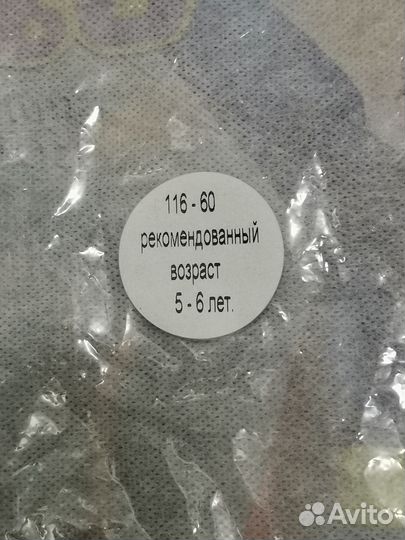 116 - 60
рекомендованный
возраст
5 - 6 лет.
Avito